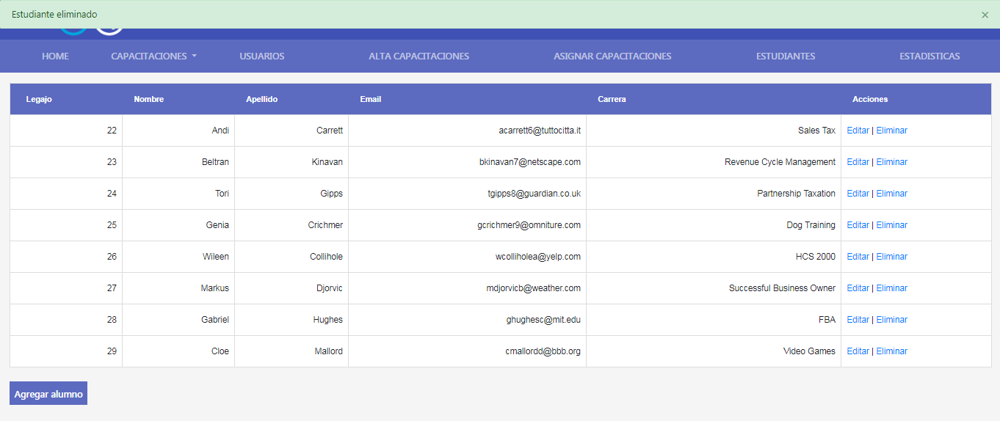 Estudiante eliminado ×
HOME CAPACITACIONES USUARIOS ALTA CAPACITACIONES ASIGNAR CAPACITACIONES ESTUDIANTES ESTADISTICAS
Legajo Nombre Apellido Email Carrera Acciones
22 Andi Carrett acarrett6@tuttocitta.it Sales Tax Editar | Eliminar
23 Beltran Kinavan bkinavan7@netscape.com Revenue Cycle Management Editar | Eliminar
24 Tori Gipps tgipps8@guardian.co.uk Partnership Taxation Editar | Eliminar
25 Genia Crichmer gcrichmer9@omniture.com Dog Training Editar | Eliminar
26 Wileen Collihole wcolliholea@yelp.com HCS 2000 Editar | Eliminar
27 Markus Djorvic mdjorvicb@weather.com Successful Business Owner Editar | Eliminar
28 Gabriel Hughes ghughesc@mit.edu FBA Editar | Eliminar
29 Cloe Mallord cmallordd@bbb.org Video Games Editar | Eliminar
Agregar alumno